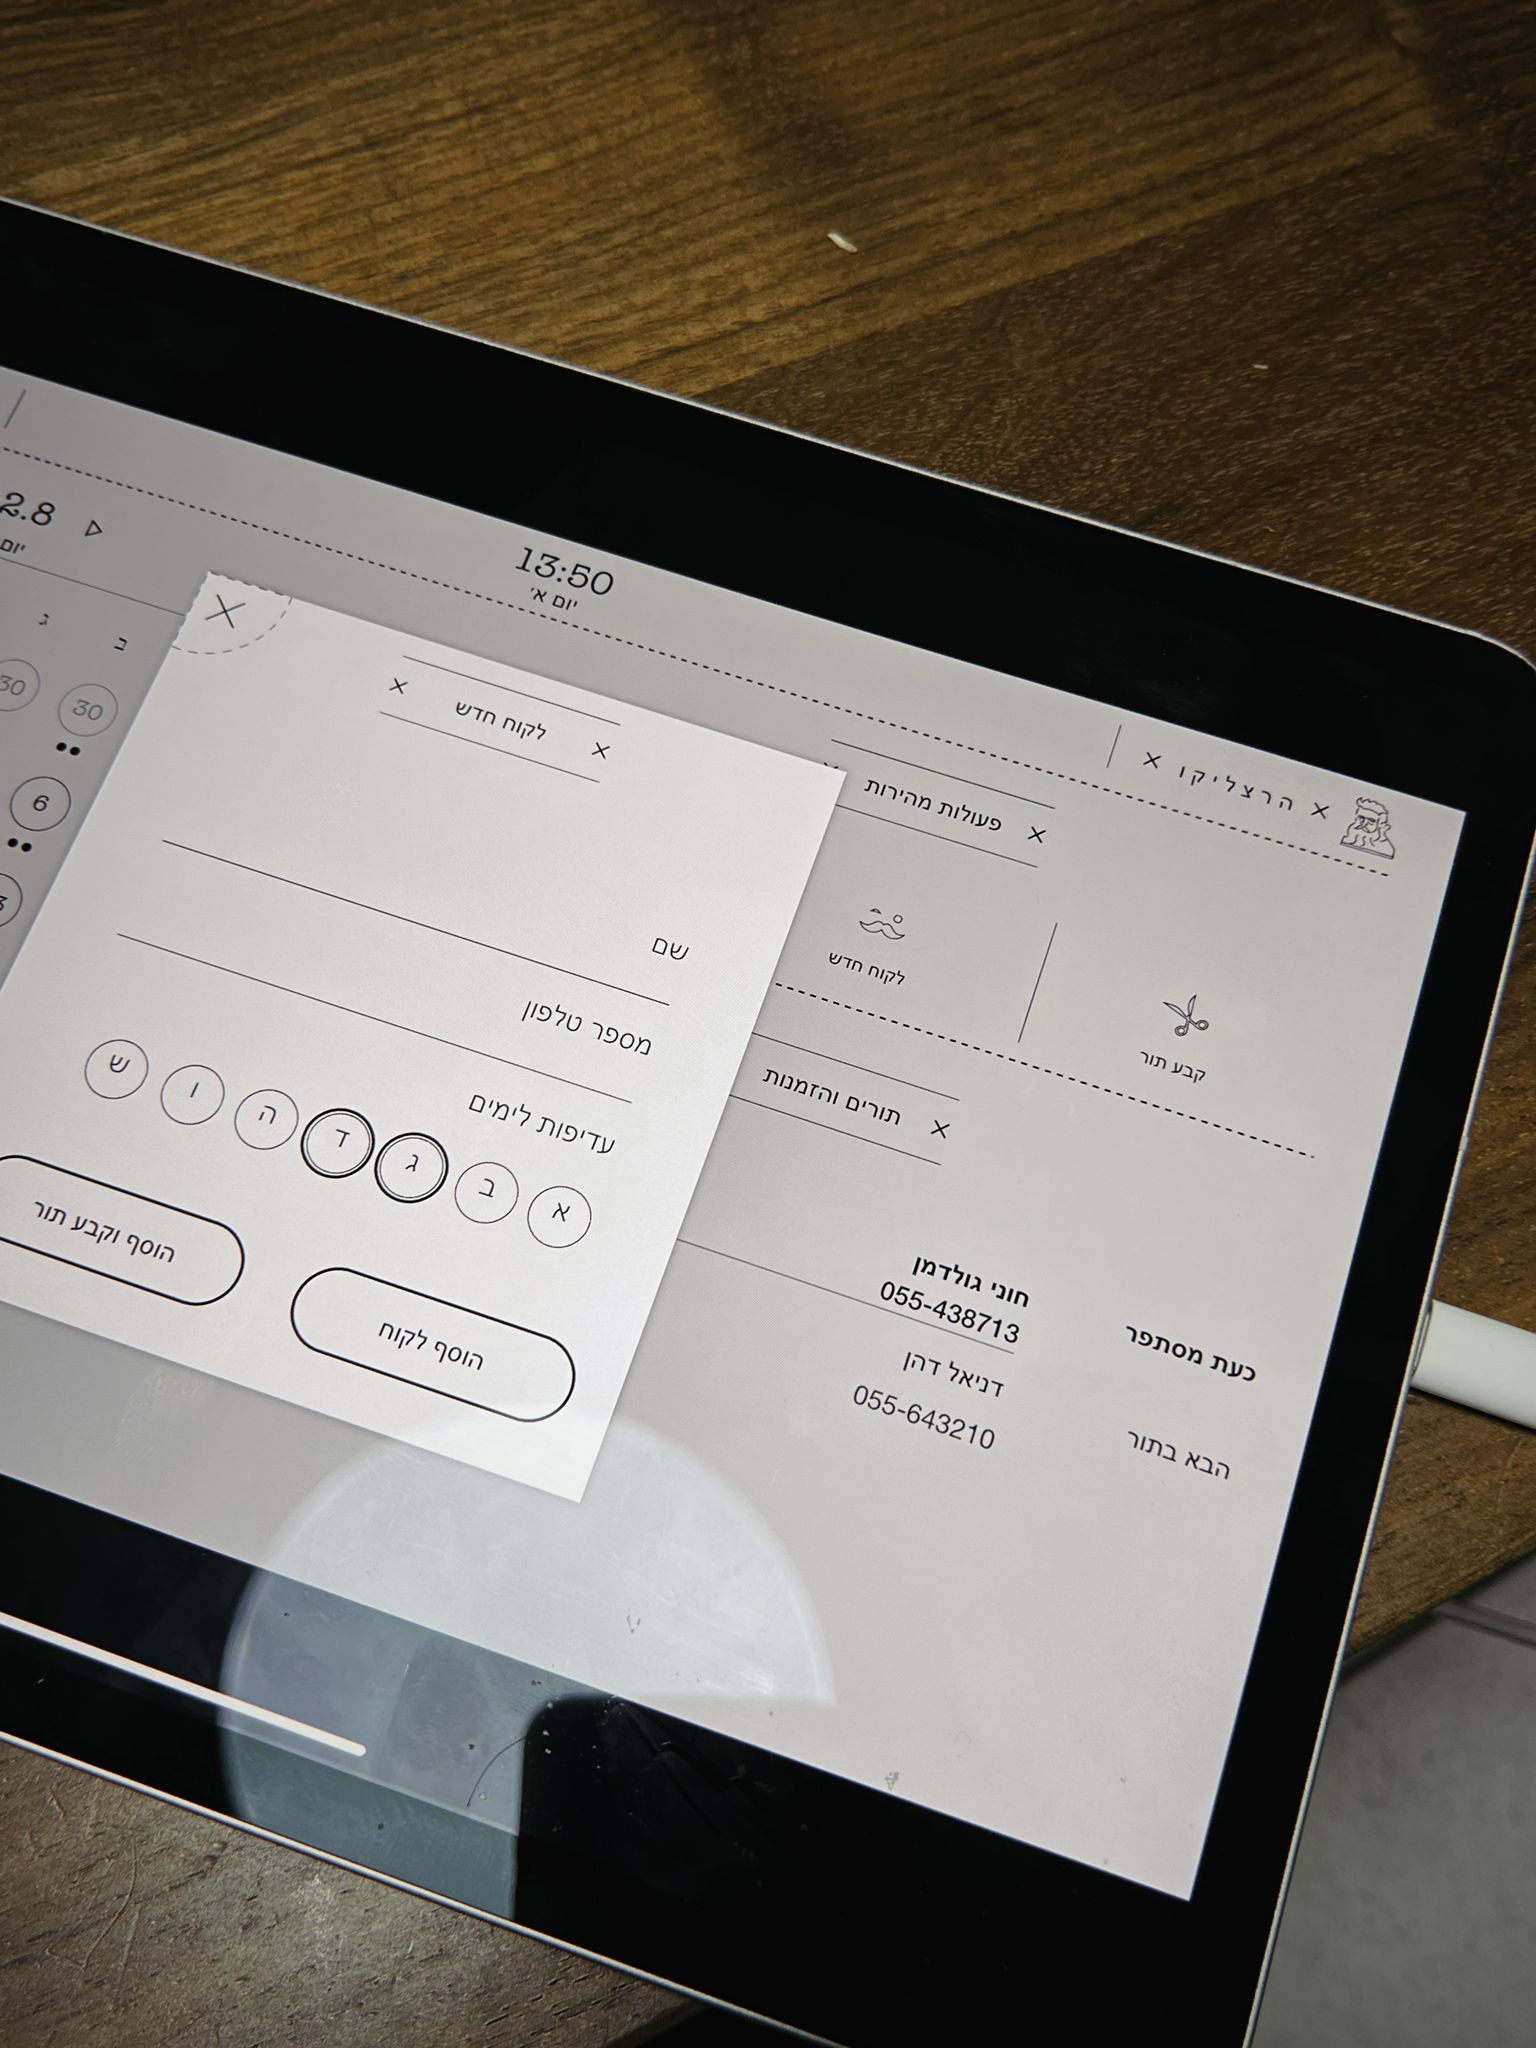 הרצליקו
13:50
יום א'
2.8
יום
ב
ג
30
30
6
פעולות מהירות
קבע תור
לקוח חדש
תורים והזמנות
כעת מסתפר
חוני גולדמן
055-438713
הבא בתור
דניאל דהן
055-643210
לקוח חדש
שם
מספר טלפון
עדיפות לימים
א ב ג ד ה ו ש
הוסף לקוח
הוסף וקבע תור